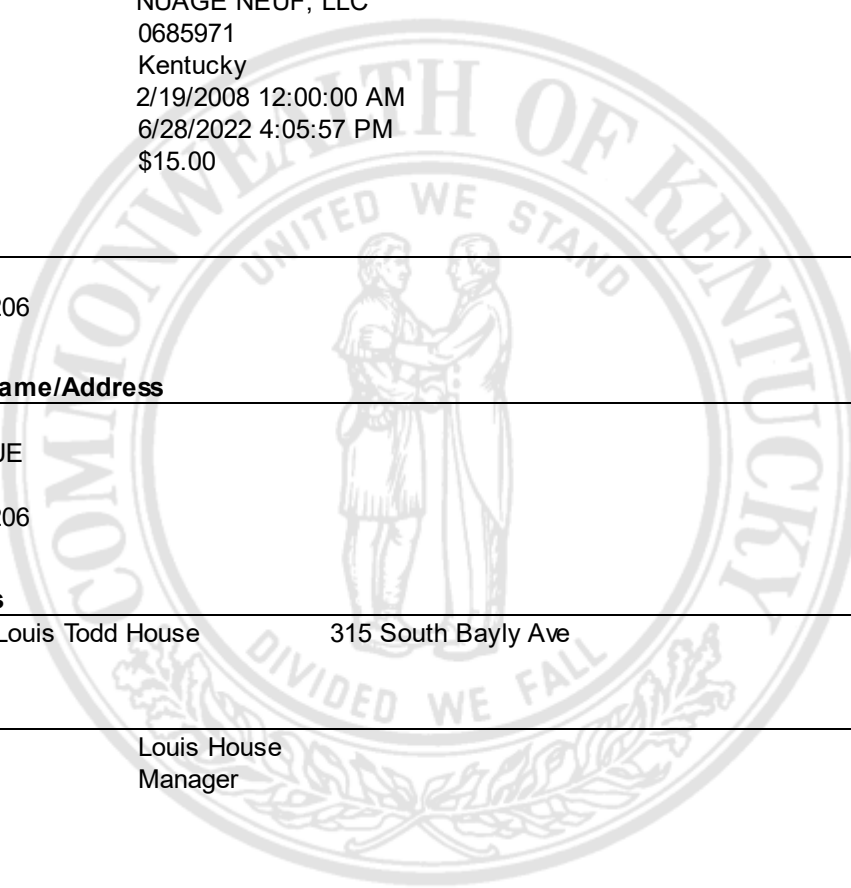 NUAGE NEUF, LLC
0685971
Kentucky
2/19/2008 12:00:00 AM
6/28/2022 4:05:57 PM
$15.00
206
ame/Address
UE
206
s
Louis Todd House 315 South Bayly Ave
Louis House
Manager
COMMONWEALTH OF KENTUCKY
UNITED WE STAND
DIVIDED WE FALL